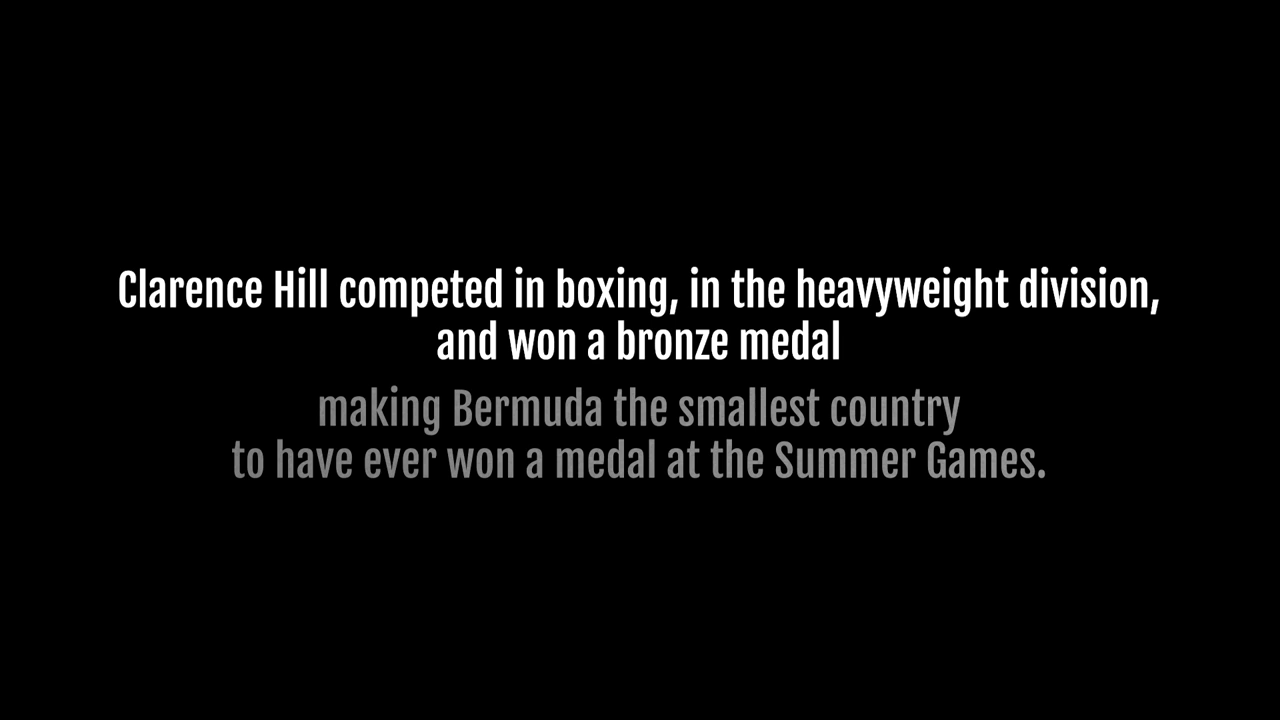 Clarence Hill competed in boxing, in the heavyweight division,
and won a bronze medal
making Bermuda the smallest country
to have ever won a medal at the Summer Games.